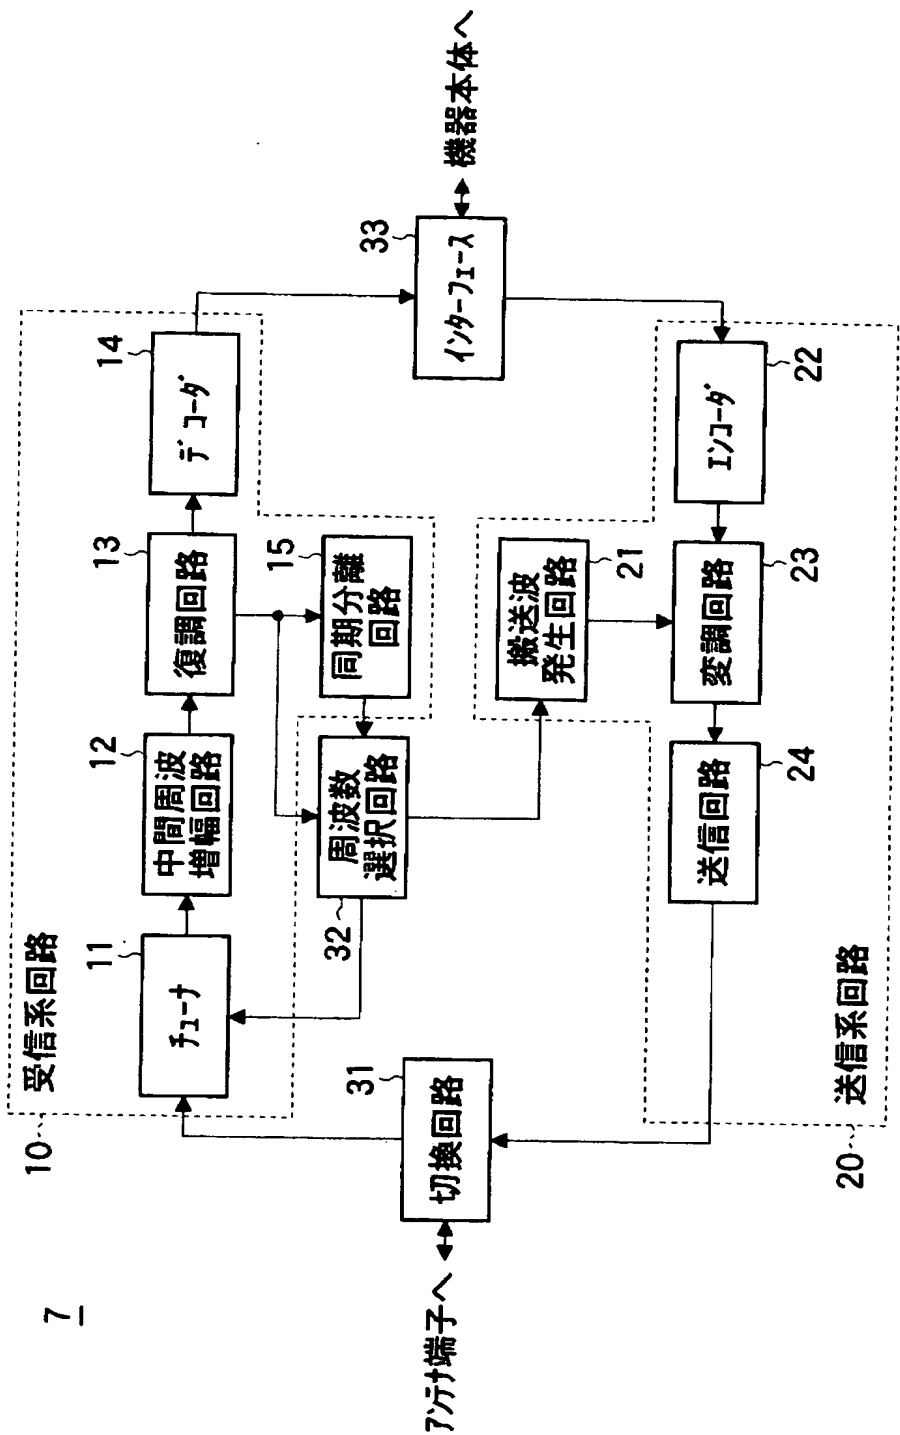 7
10
受信系回路
11
チューナ
12
中間周波
増幅回路
13
復調回路
14
デコーダ
15
同期分離
回路
32
周波数
選択回路
アンテナ端子へ
31
切換回路
33
インターフェース
機器本体へ
21
搬送波
発生回路
24
送信回路
23
変調回路
22
エンコーダ
20
送信系回路